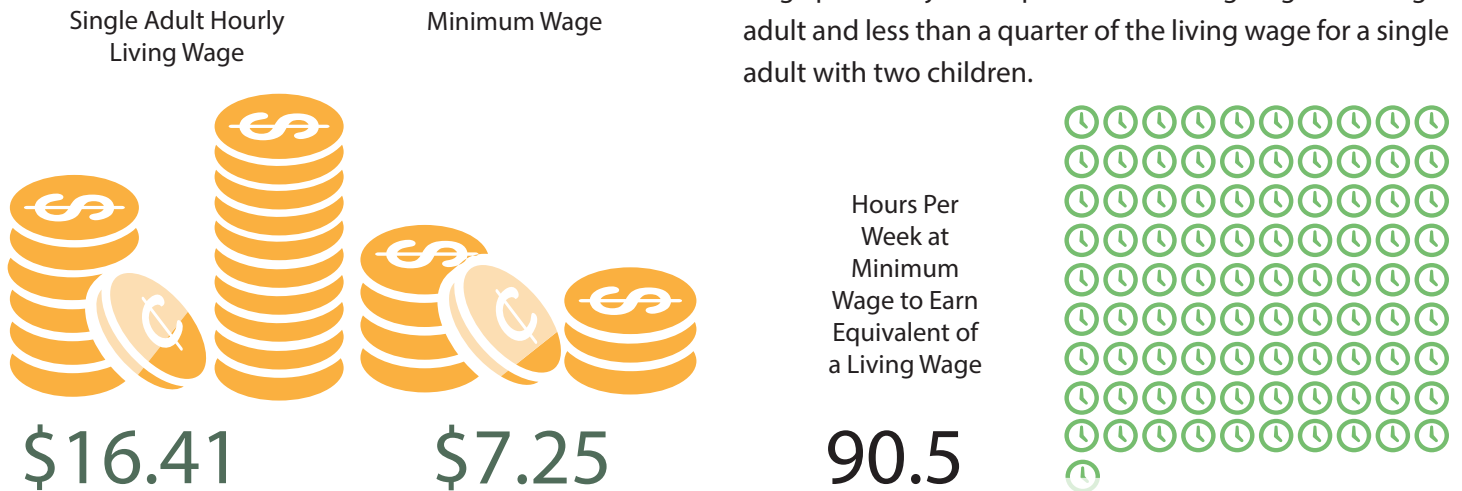 Single Adult Hourly
Living Wage
Minimum Wage
adult and less than a quarter of the living wage for a single
adult with two children.
Hours Per
Week at
Minimum
Wage to Earn
Equivalent of
a Living Wage
$16.41
$7.25
90.5